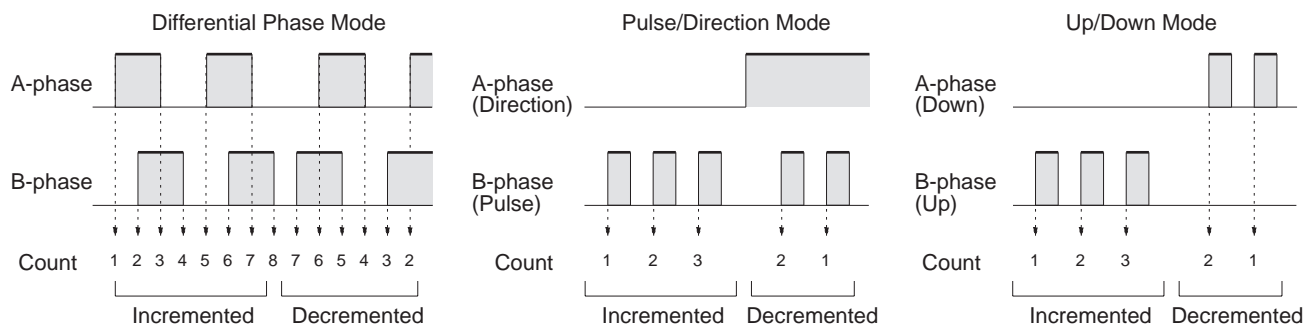 Differential Phase Mode
A-phase
B-phase
Count
1 2 3 4 5 6 7 8 7 6 5 4 3 2
Incremented Decremented
Pulse/Direction Mode
A-phase
(Direction)
B-phase
(Pulse)
Count
1 2 3 2 1
Incremented Decremented
Up/Down Mode
A-phase
(Down)
B-phase
(Up)
Count
1 2 3 2 1
Incremented Decremented